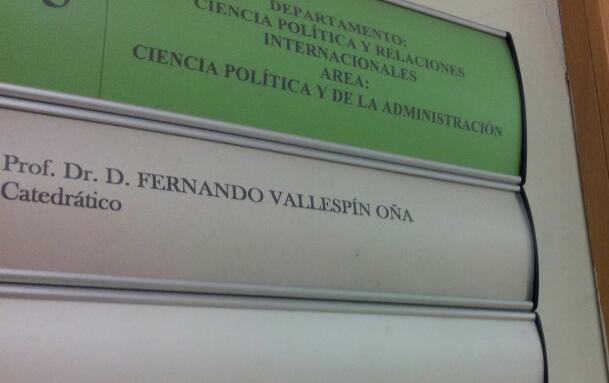 DEPARTAMENTO:
CIENCIA POLÍTICA Y RELACIONES
INTERNACIONALES
AREA:
CIENCIA POLÍTICA Y DE LA ADMINISTRACIÓN
Prof. Dr. D. FERNANDO VALLESPÍN OÑA
Catedrático